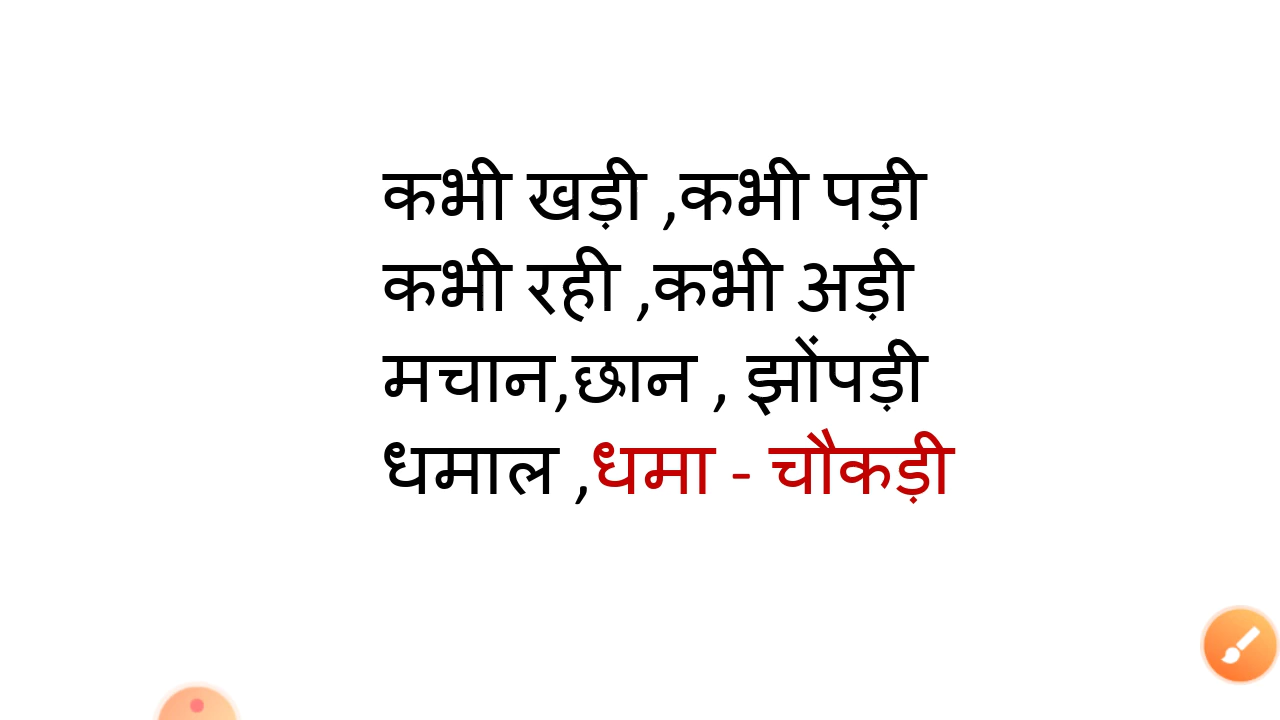 कभी खड़ी ,कभी पड़ी
कभी रही ,कभी अड़ी
मचान,छान , झोंपड़ी
धमाल ,धमा - चौकड़ी